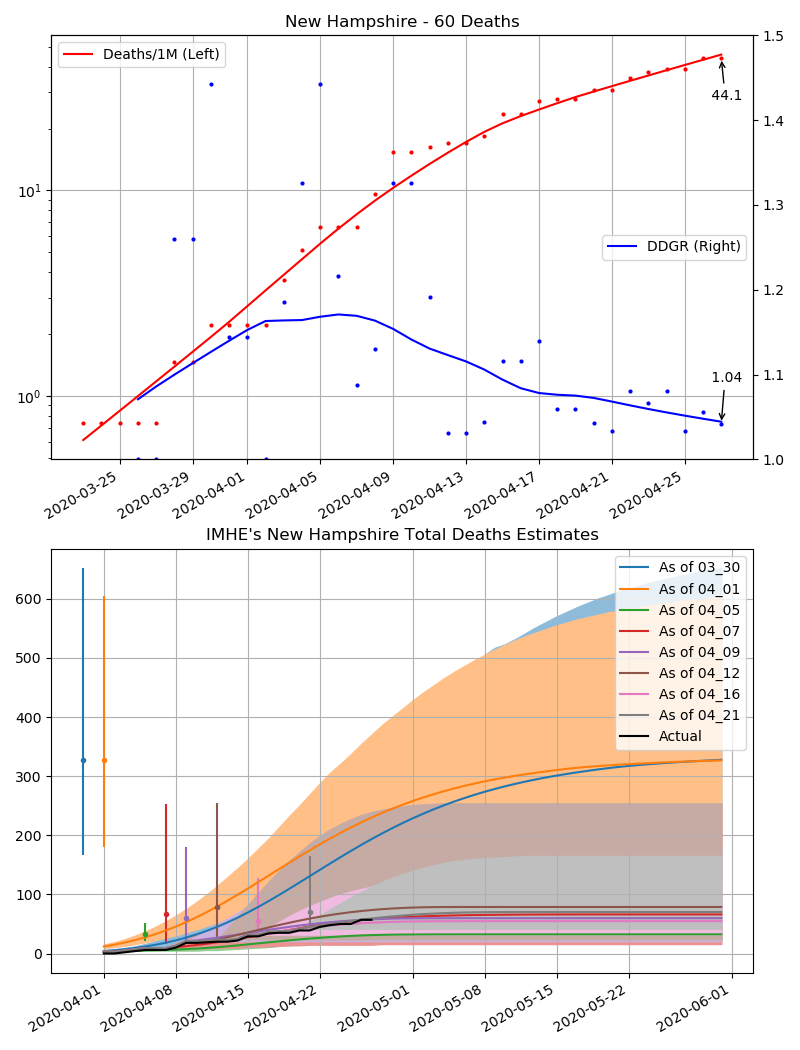 New Hampshire - 60 Deaths
Deaths/1M (Left)
DDGR (Right)
44.1
1.04
10¹
10⁰
1.5
1.4
1.3
1.2
1.1
1.0
2020-03-25
2020-03-29
2020-04-01
2020-04-05
2020-04-09
2020-04-13
2020-04-17
2020-04-21
2020-04-25
IMHE's New Hampshire Total Deaths Estimates
As of 03_30
As of 04_01
As of 04_05
As of 04_07
As of 04_09
As of 04_12
As of 04_16
As of 04_21
Actual
600
500
400
300
200
100
0
2020-04-01
2020-04-08
2020-04-15
2020-04-22
2020-05-01
2020-05-08
2020-05-15
2020-05-22
2020-06-01